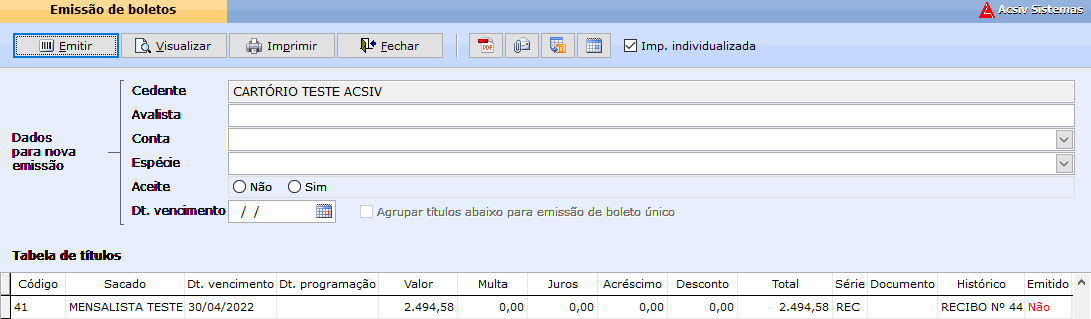 Emissão de boletos
Acsiv Sistemas
Emitir Visualizar Imprimir Fechar PDF Imp. individualizada
Cedente CARTÓRIO TESTE ACSIV
Avalista
Dados
para nova
emissão
Conta
Espécie
Aceite Não Sim
Dt. vencimento / / Agrupar títulos abaixo para emissão de boleto único
Tabela de títulos
Código Sacado Dt. vencimento Dt. programação Valor Multa Juros Acréscimo Desconto Total Série Documento Histórico Emitido
41 MENSALISTA TESTE 30/04/2022 2.494,58 0,00 0,00 0,00 0,00 2.494,58 REC RECIBO Nº 44 Não